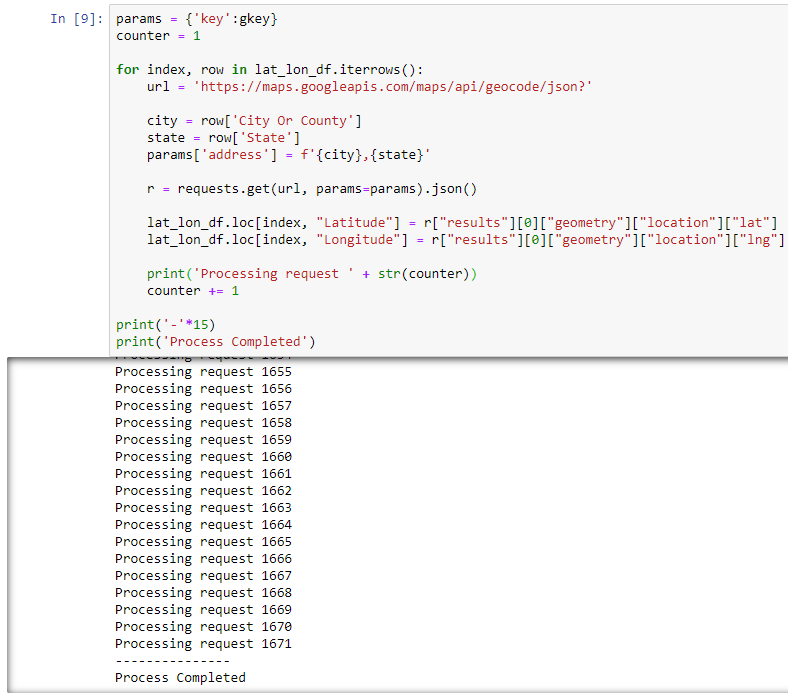 In [9]:
params = {'key':gkey}
counter = 1
for index, row in lat_lon_df.iterrows():
    url = 'https://maps.googleapis.com/maps/api/geocode/json?'
    city = row['City Or County']
    state = row['State']
    params['address'] = f'{city},{state}'
    r = requests.get(url, params=params).json()
    lat_lon_df.loc[index, "Latitude"] = r["results"][0]["geometry"]["location"]["lat"]
    lat_lon_df.loc[index, "Longitude"] = r["results"][0]["geometry"]["location"]["lng"]
    print('Processing request ' + str(counter))
    counter += 1
print('-'*15)
print('Process Completed')
Processing request 1655
Processing request 1656
Processing request 1657
Processing request 1658
Processing request 1659
Processing request 1660
Processing request 1661
Processing request 1662
Processing request 1663
Processing request 1664
Processing request 1665
Processing request 1666
Processing request 1667
Processing request 1668
Processing request 1669
Processing request 1670
Processing request 1671
---------------
Process Completed